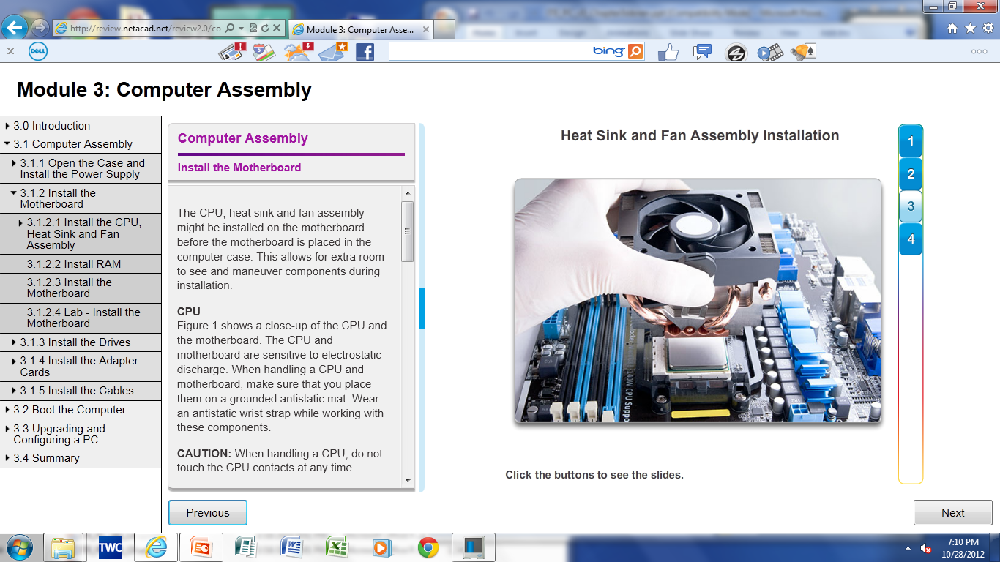 http://review.netacad.net/review2.0/co
Module 3: Computer Asse...
DELL
bing
Module 3: Computer Assembly
3.0 Introduction
3.1 Computer Assembly
3.1.1 Open the Case and
Install the Power Supply
3.1.2 Install the
Motherboard
3.1.2.1 Install the CPU,
Heat Sink and Fan
Assembly
3.1.2.2 Install RAM
3.1.2.3 Install the
Motherboard
3.1.2.4 Lab - Install the
Motherboard
3.1.3 Install the Drives
3.1.4 Install the Adapter
Cards
3.1.5 Install the Cables
3.2 Boot the Computer
3.3 Upgrading and
Configuring a PC
3.4 Summary
Computer Assembly
Install the Motherboard
The CPU, heat sink and fan assembly
might be installed on the motherboard
before the motherboard is placed in the
computer case. This allows for extra room
to see and maneuver components during
installation.
CPU
Figure 1 shows a close-up of the CPU and
the motherboard. The CPU and
motherboard are sensitive to electrostatic
discharge. When handling a CPU and
motherboard, make sure that you place
them on a grounded antistatic mat. Wear
an antistatic wrist strap while working with
these components.
CAUTION: When handling a CPU, do not
touch the CPU contacts at any time.
Previous
Heat Sink and Fan Assembly Installation
140W CPU Suppo
1
2
3
4
Click the buttons to see the slides.
Next
TWC
7:10 PM
10/28/2012